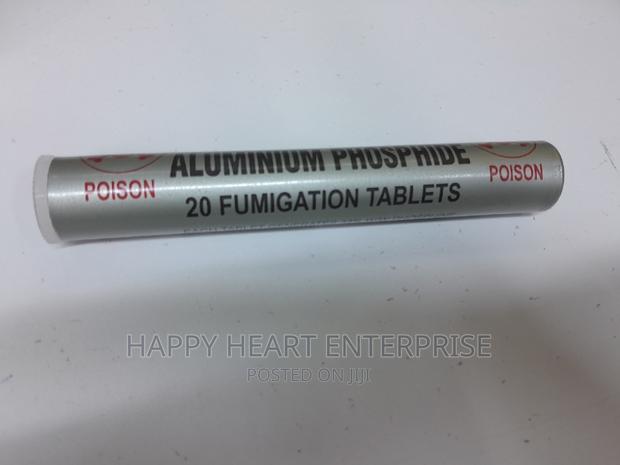 ALUMINIUM PHOSPHIDE
POISON
POISON
20 FUMIGATION TABLETS
HAPPY HEART ENTERPRISE
POSTED ON JIJI